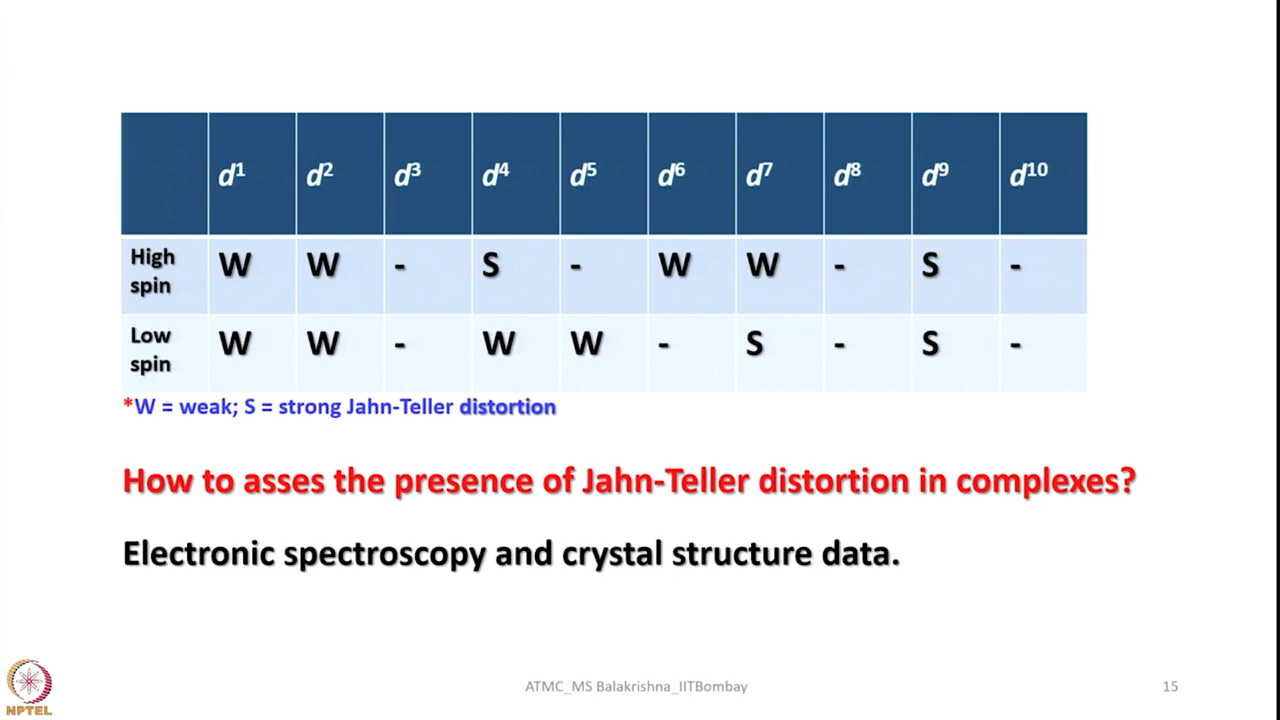 d¹ d² d³ d⁴ d⁵ d⁶ d⁷ d⁸ d⁹ d¹⁰
High spin W W - S - W W - S -
Low spin W W - W W - S - S -
*W = weak; S = strong Jahn-Teller distortion
How to asses the presence of Jahn-Teller distortion in complexes?
Electronic spectroscopy and crystal structure data.
NPTEL
ATMC_MS Balakrishna_IITBombay
15